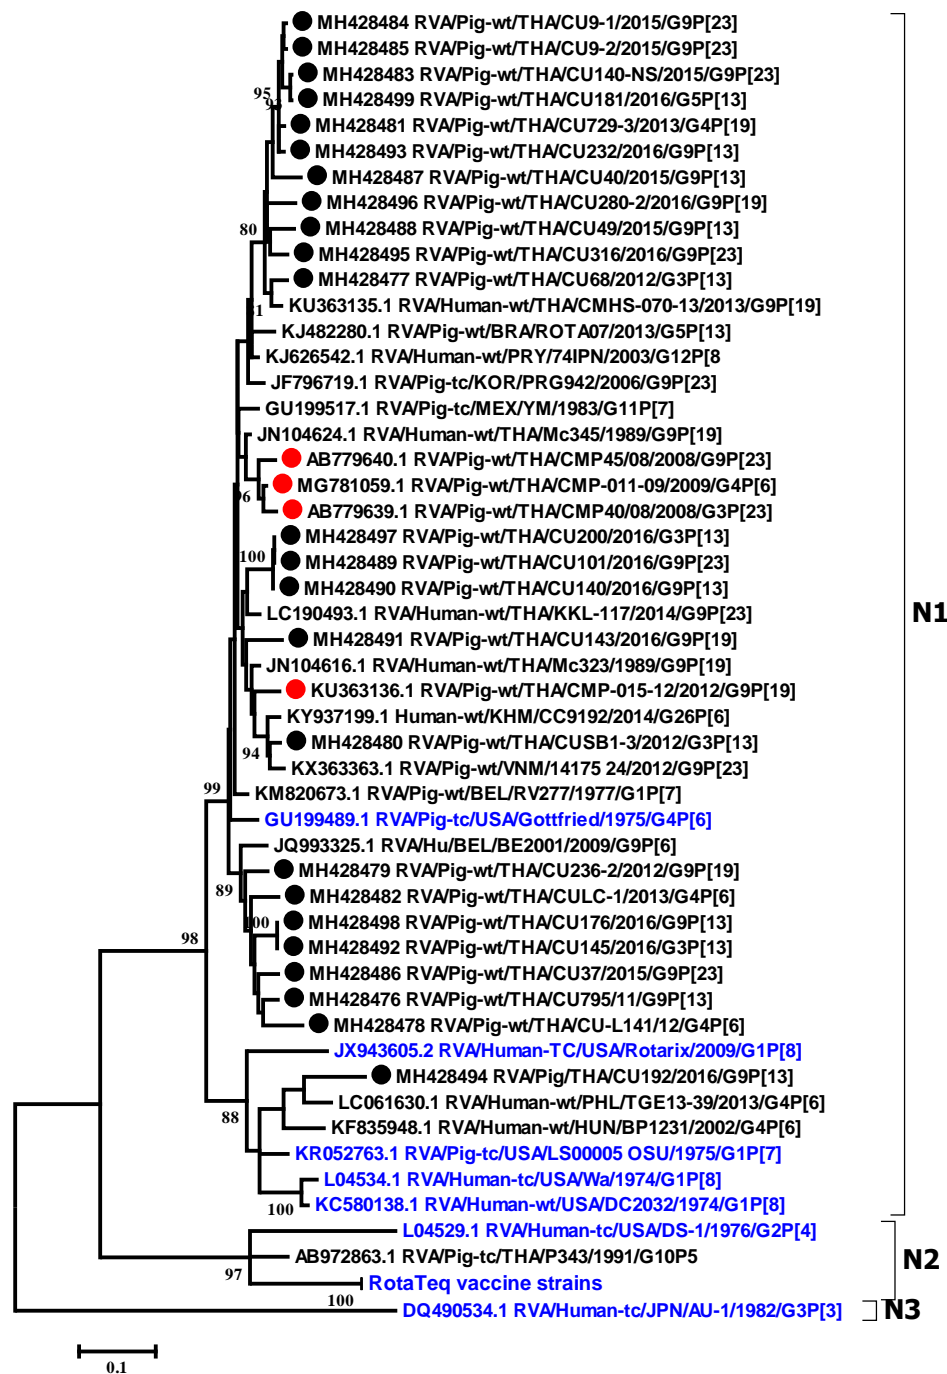 MH428484 RVA/Pig-wt/THA/CU9-1/2015/G9P[23]
MH428485 RVA/Pig-wt/THA/CU9-2/2015/G9P[23]
MH428483 RVA/Pig-wt/THA/CU140-NS/2015/G9P[23]
95
MH428499 RVA/Pig-wt/THA/CU181/2016/G5P[13]
MH428481 RVA/Pig-wt/THA/CU729-3/2013/G4P[19]
MH428493 RVA/Pig-wt/THA/CU232/2016/G9P[13]
MH428487 RVA/Pig-wt/THA/CU40/2015/G9P[13]
MH428496 RVA/Pig-wt/THA/CU280-2/2016/G9P[19]
80 MH428488 RVA/Pig-wt/THA/CU49/2015/G9P[13]
MH428495 RVA/Pig-wt/THA/CU316/2016/G9P[23]
MH428477 RVA/Pig-wt/THA/CU68/2012/G3P[13]
KU363135.1 RVA/Human-wt/THA/CMHS-070-13/2013/G9P[19]
KJ482280.1 RVA/Pig-wt/BRA/ROTA07/2013/G5P[13]
KJ626542.1 RVA/Human-wt/PRY/74IPN/2003/G12P[8
JF796719.1 RVA/Pig-tc/KOR/PRG942/2006/G9P[23]
GU199517.1 RVA/Pig-tc/MEX/YM/1983/G11P[7]
JN104624.1 RVA/Human-wt/THA/Mc345/1989/G9P[19]
AB779640.1 RVA/Pig-wt/THA/CMP45/08/2008/G9P[23]
MG781059.1 RVA/Pig-wt/THA/CMP-011-09/2009/G4P[6]
AB779639.1 RVA/Pig-wt/THA/CMP40/08/2008/G3P[23]
MH428497 RVA/Pig-wt/THA/CU200/2016/G3P[13]
100 MH428489 RVA/Pig-wt/THA/CU101/2016/G9P[23]
MH428490 RVA/Pig-wt/THA/CU140/2016/G9P[13]
LC190493.1 RVA/Human-wt/THA/KKL-117/2014/G9P[23]
N1
MH428491 RVA/Pig-wt/THA/CU143/2016/G9P[19]
JN104616.1 RVA/Human-wt/THA/Mc323/1989/G9P[19]
KU363136.1 RVA/Pig-wt/THA/CMP-015-12/2012/G9P[19]
KY937199.1 Human-wt/KHM/CC9192/2014/G26P[6]
MH428480 RVA/Pig-wt/THA/CUSB1-3/2012/G3P[13]
94
KX363363.1 RVA/Pig-wt/VNM/14175 24/2012/G9P[23]
99 KM820673.1 RVA/Pig-wt/BEL/RV277/1977/G1P[7]
GU199489.1 RVA/Pig-tc/USA/Gottfried/1975/G4P[6]
JQ993325.1 RVA/Hu/BEL/BE2001/2009/G9P[6]
MH428479 RVA/Pig-wt/THA/CU236-2/2012/G9P[19]
89
MH428482 RVA/Pig-wt/THA/CULC-1/2013/G4P[6]
100 MH428498 RVA/Pig-wt/THA/CU176/2016/G9P[13]
98 MH428492 RVA/Pig-wt/THA/CU145/2016/G3P[13]
MH428486 RVA/Pig-wt/THA/CU37/2015/G9P[23]
MH428476 RVA/Pig-wt/THA/CU795/11/G9P[13]
MH428478 RVA/Pig-wt/THA/CU-L141/12/G4P[6]
JX943605.2 RVA/Human-TC/USA/Rotarix/2009/G1P[8]
MH428494 RVA/Pig/THA/CU192/2016/G9P[13]
LC061630.1 RVA/Human-wt/PHL/TGE13-39/2013/G4P[6]
88
KF835948.1 RVA/Human-wt/HUN/BP1231/2002/G4P[6]
KR052763.1 RVA/Pig-tc/USA/LS00005 OSU/1975/G1P[7]
L04534.1 RVA/Human-tc/USA/Wa/1974/G1P[8]
100 KC580138.1 RVA/Human-wt/USA/DC2032/1974/G1P[8]
L04529.1 RVA/Human-tc/USA/DS-1/1976/G2P[4]
AB972863.1 RVA/Pig-tc/THA/P343/1991/G10P5
N2
97
RotaTeq vaccine strains
100
DQ490534.1 RVA/Human-tc/JPN/AU-1/1982/G3P[3]
N3
0.1